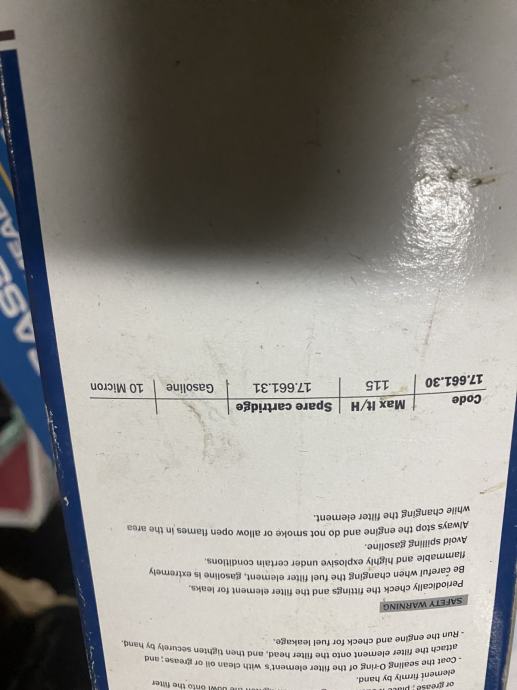 or grease ;
element firmly by hand.
- Coat the sealing O-ring of the filter element's with clean oil or grease ; and
attach the filter element onto the filter head, and then tighten securely by hand.
- Run the engine and check for fuel leakage.
SAFETY WARNING
Periodically check the fittings and the filter element for leaks.
Be careful when changing the fuel filter element, gasoline is extremely
flammable and highly explosive under certain conditions.
Avoid spilling gasoline.
Always stop the engine and do not smoke or allow open flames in the area
while changing the filter element.
Code Max lt/H Spare cartridge
17.661.30 115 17.661.31 Gasoline 10 Micron